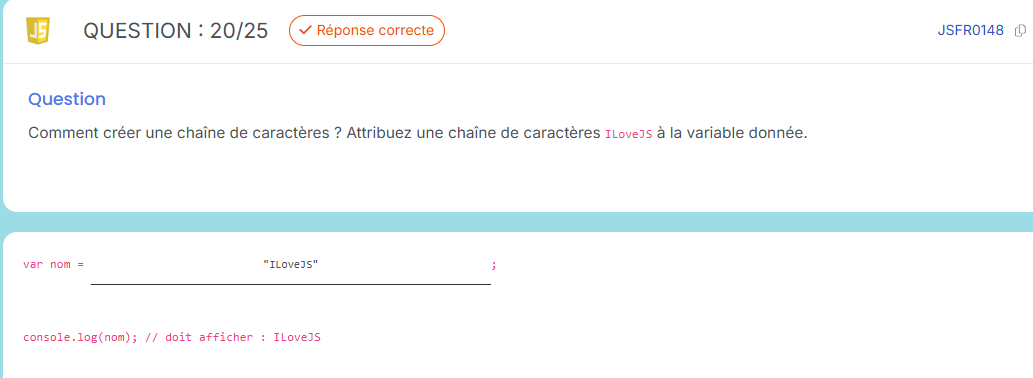 JS
QUESTION : 20/25
Réponse correcte
JSFR0148
Question
Comment créer une chaîne de caractères ? Attribuez une chaîne de caractères ILoveJS à la variable donnée.
var nom = "ILoveJS" ;
console.log(nom); // doit afficher : ILoveJS